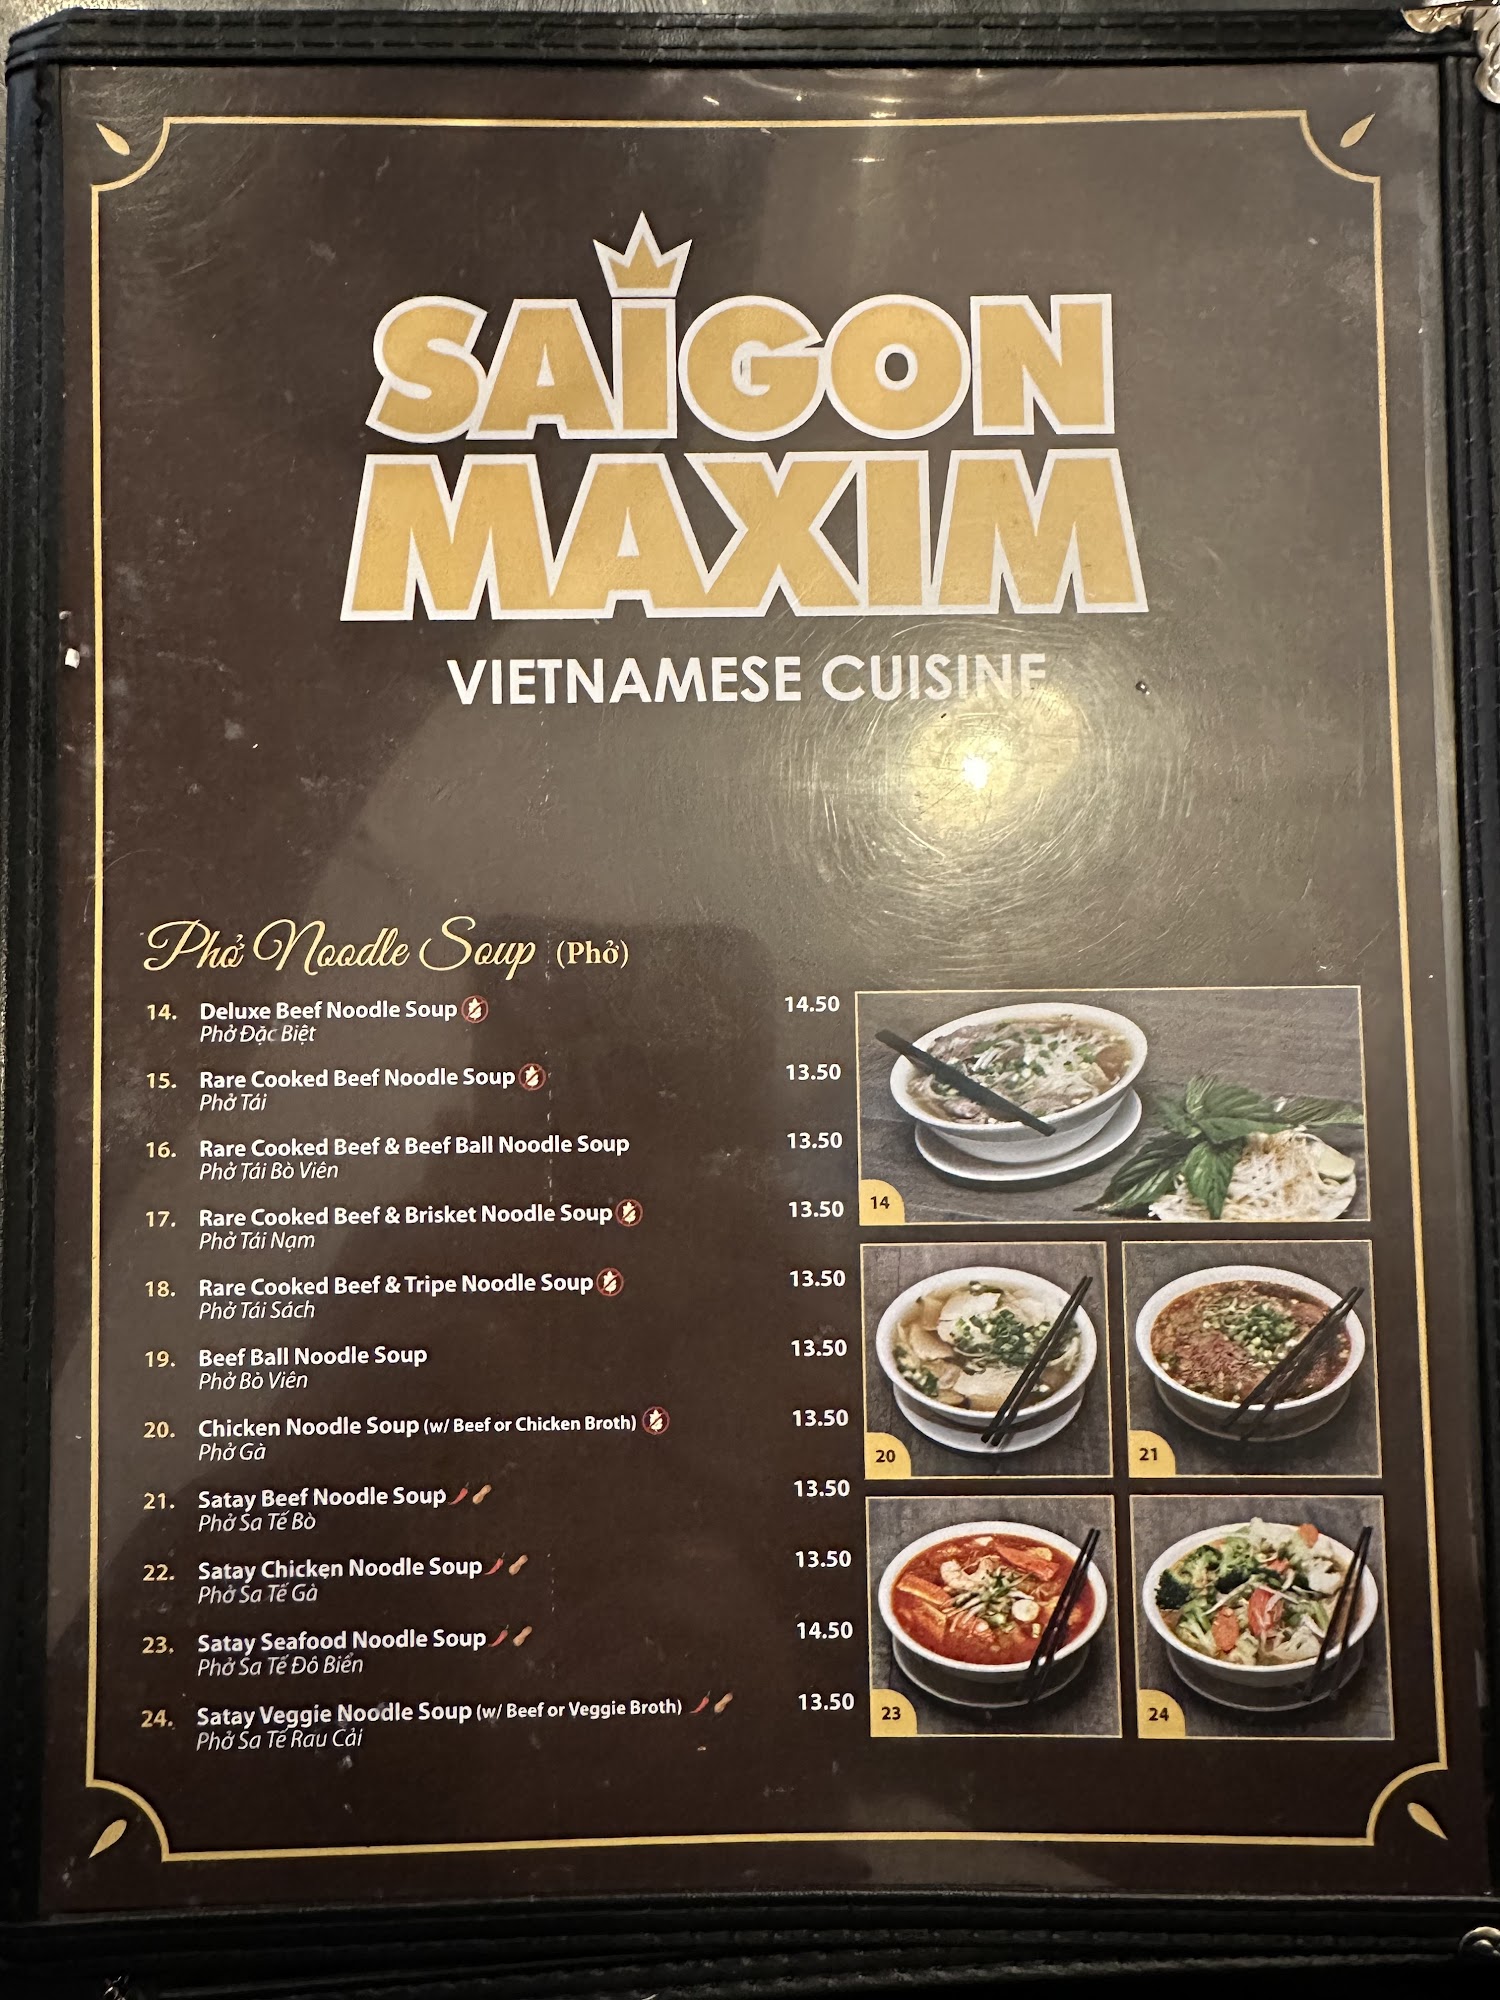 SAIGON
MAXIM
VIETNAMESE CUISINE
Phở Noodle Soup (Phở)
14. Deluxe Beef Noodle Soup 14.50
Phở Đặc Biệt
15. Rare Cooked Beef Noodle Soup 13.50
Phở Tái
16. Rare Cooked Beef & Beef Ball Noodle Soup 13.50
Phở Tái Bò Viên
17. Rare Cooked Beef & Brisket Noodle Soup 13.50
Phở Tái Nạm
18. Rare Cooked Beef & Tripe Noodle Soup 13.50
Phở Tái Sách
19. Beef Ball Noodle Soup 13.50
Phở Bò Viên
20. Chicken Noodle Soup (w/ Beef or Chicken Broth) 13.50
Phở Gà
21. Satay Beef Noodle Soup 13.50
Phở Sa Tế Bò
22. Satay Chicken Noodle Soup 13.50
Phở Sa Tế Gà
23. Satay Seafood Noodle Soup 14.50
Phở Sa Tế Đô Biển
24. Satay Veggie Noodle Soup (w/ Beef or Veggie Broth) 13.50
Phở Sa Tế Rau Cải
14
20
21
23
24